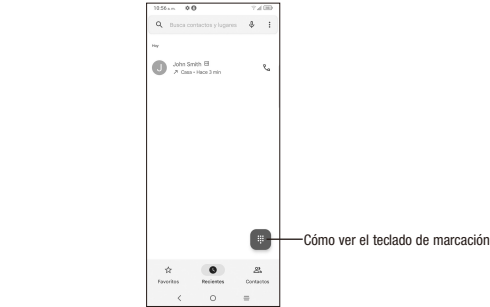 10:56 a. m.
Busca contactos y lugares
Hoy
J
John Smith
Casa • Hace 3 min
Cómo ver el teclado de marcación
Favoritos
Recientes
Contactos